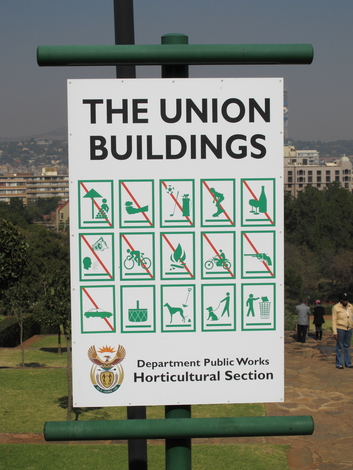 THE UNION
BUILDINGS
Department Public Works
Horticultural Section